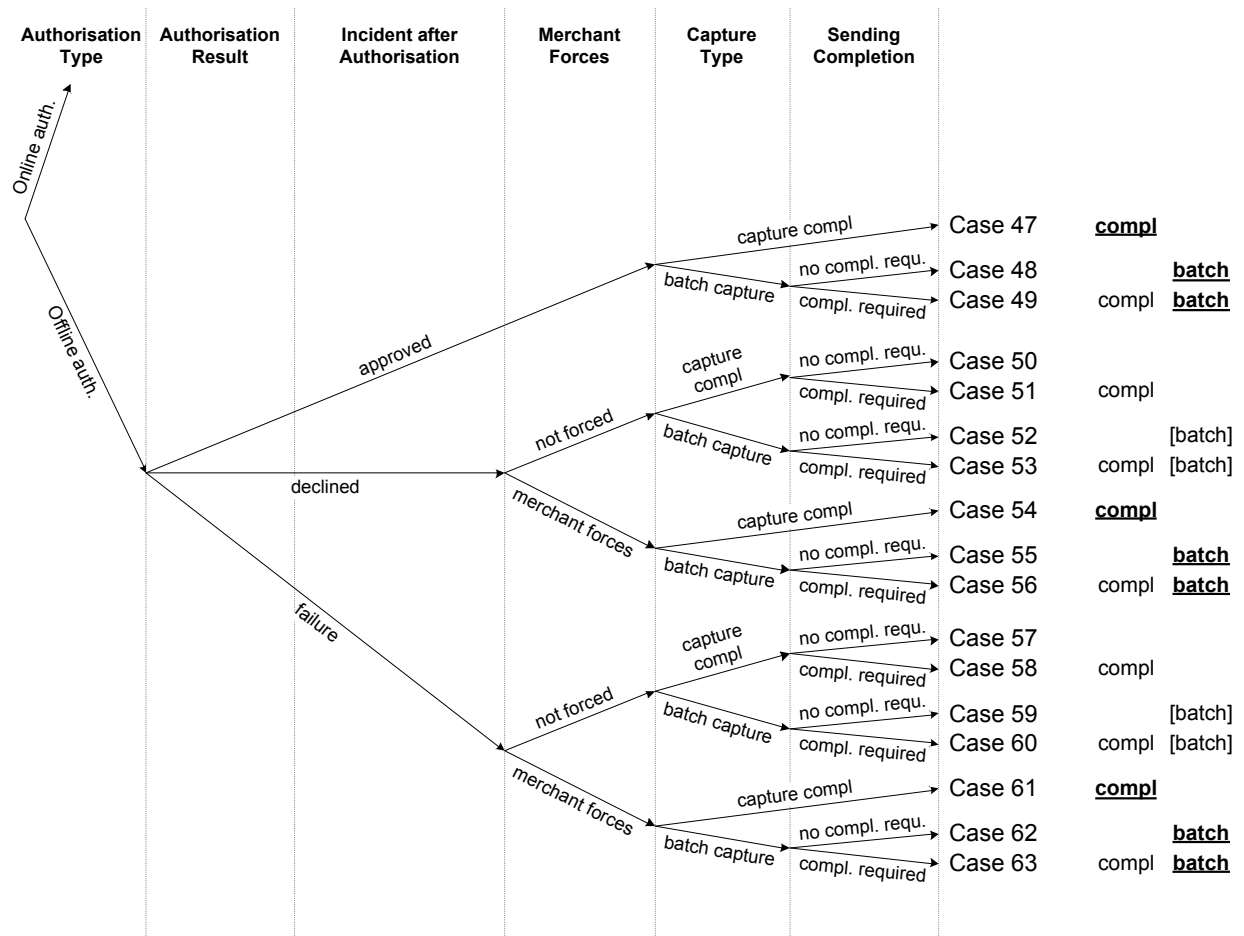 Authorisation Type
Authorisation Result
Incident after Authorisation
Merchant Forces
Capture Type
Sending Completion
Online auth.
Offline auth.
approved
declined
failure
capture compl
Case 47 compl
batch capture
no compl. requ.
Case 48 batch
compl. required
Case 49 compl batch
not forced
capture compl
no compl. requ.
Case 50
compl. required
Case 51 compl
batch capture
no compl. requ.
Case 52 [batch]
compl. required
Case 53 compl [batch]
merchant forces
capture compl
Case 54 compl
batch capture
no compl. requ.
Case 55 batch
compl. required
Case 56 compl batch
not forced
capture compl
no compl. requ.
Case 57
compl. required
Case 58 compl
batch capture
no compl. requ.
Case 59 [batch]
compl. required
Case 60 compl [batch]
merchant forces
capture compl
Case 61 compl
batch capture
no compl. requ.
Case 62 batch
compl. required
Case 63 compl batch